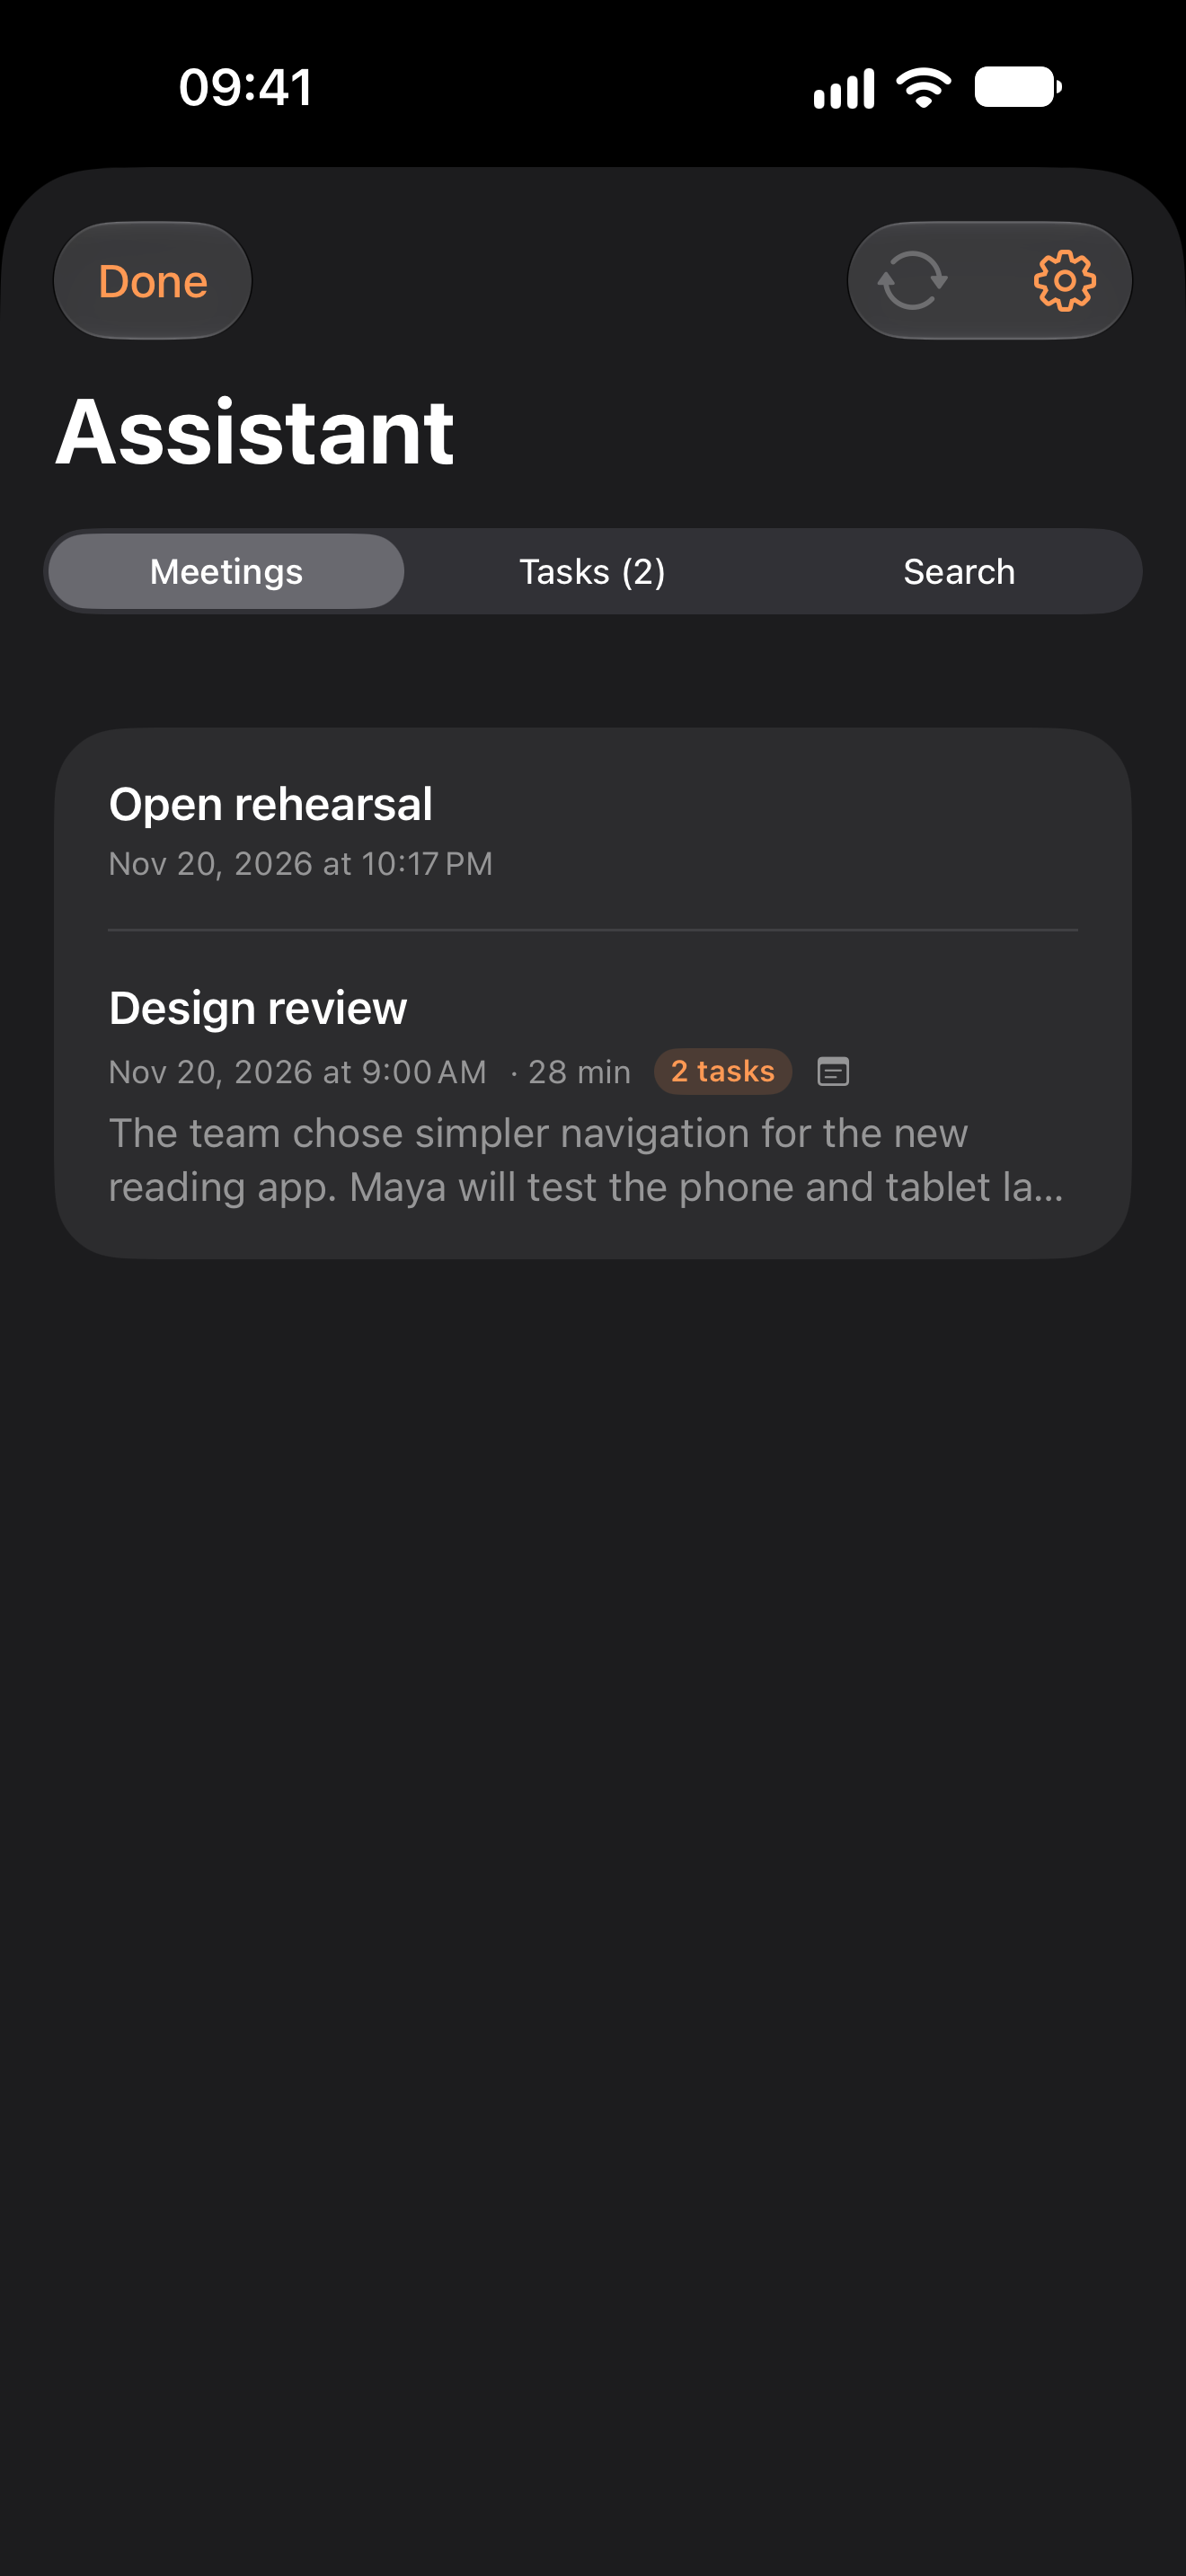 09:41
Done
Assistant
Meetings
Tasks (2)
Search
Open rehearsal
Nov 20, 2026 at 10:17 PM
Design review
Nov 20, 2026 at 9:00 AM · 28 min 2 tasks
The team chose simpler navigation for the new
reading app. Maya will test the phone and tablet la...